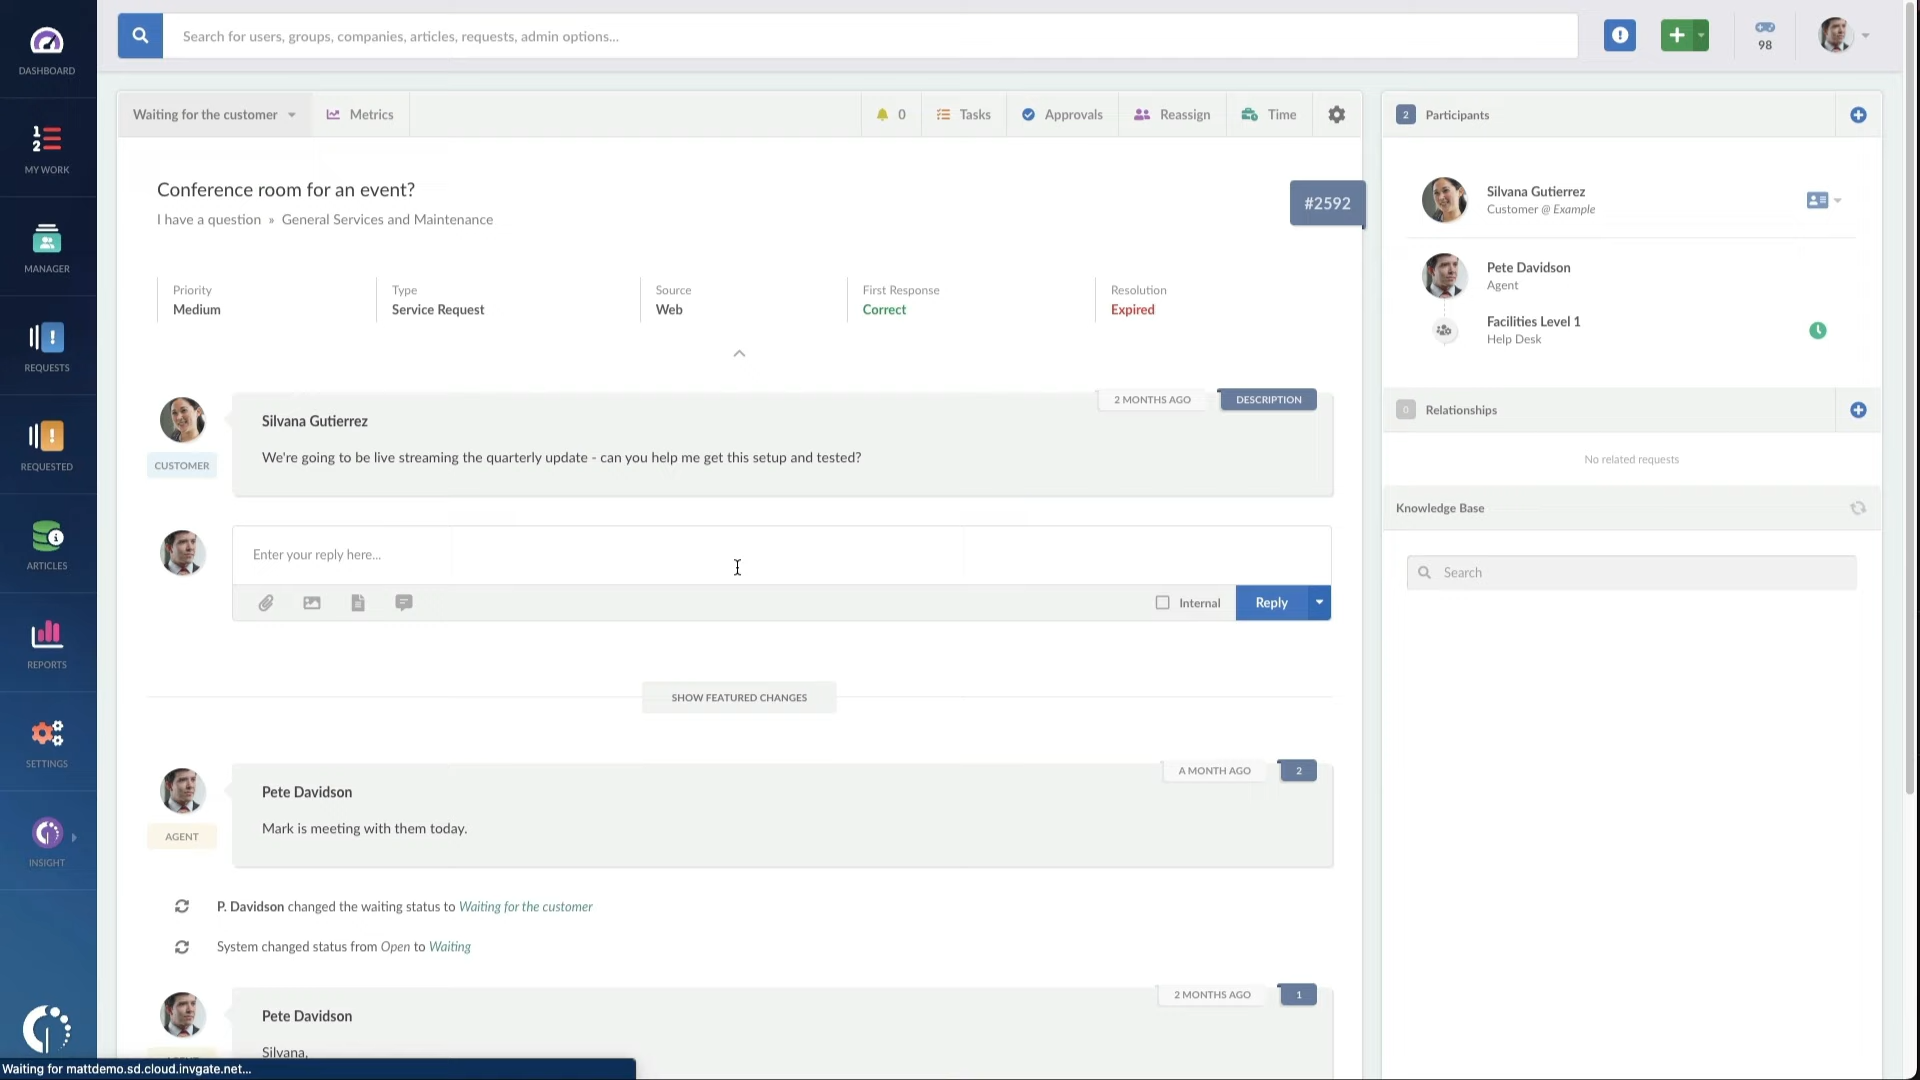 Search for users, groups, companies, articles, requests, admin options...
98
DASHBOARD
1
2
MY WORK
MANAGER
REQUESTS
REQUESTED
ARTICLES
REPORTS
SETTINGS
INSIGHT
Waiting for the customer
Metrics
0
Tasks
Approvals
Reassign
Time
Conference room for an event?
I have a question » General Services and Maintenance
#2592
Priority
Medium
Type
Service Request
Source
Web
First Response
Correct
Resolution
Expired
2 MONTHS AGO
DESCRIPTION
Silvana Gutierrez
CUSTOMER
We're going to be live streaming the quarterly update - can you help me get this setup and tested?
Enter your reply here...
Internal
Reply
SHOW FEATURED CHANGES
A MONTH AGO
2
Pete Davidson
AGENT
Mark is meeting with them today.
P. Davidson changed the waiting status to Waiting for the customer
System changed status from Open to Waiting
2 MONTHS AGO
1
Pete Davidson
Silvana,
2 Participants
Silvana Gutierrez
Customer @ Example
Pete Davidson
Agent
Facilities Level 1
Help Desk
0 Relationships
No related requests
Knowledge Base
Search
Waiting for mattdemo.sd.cloud.invgate.net...